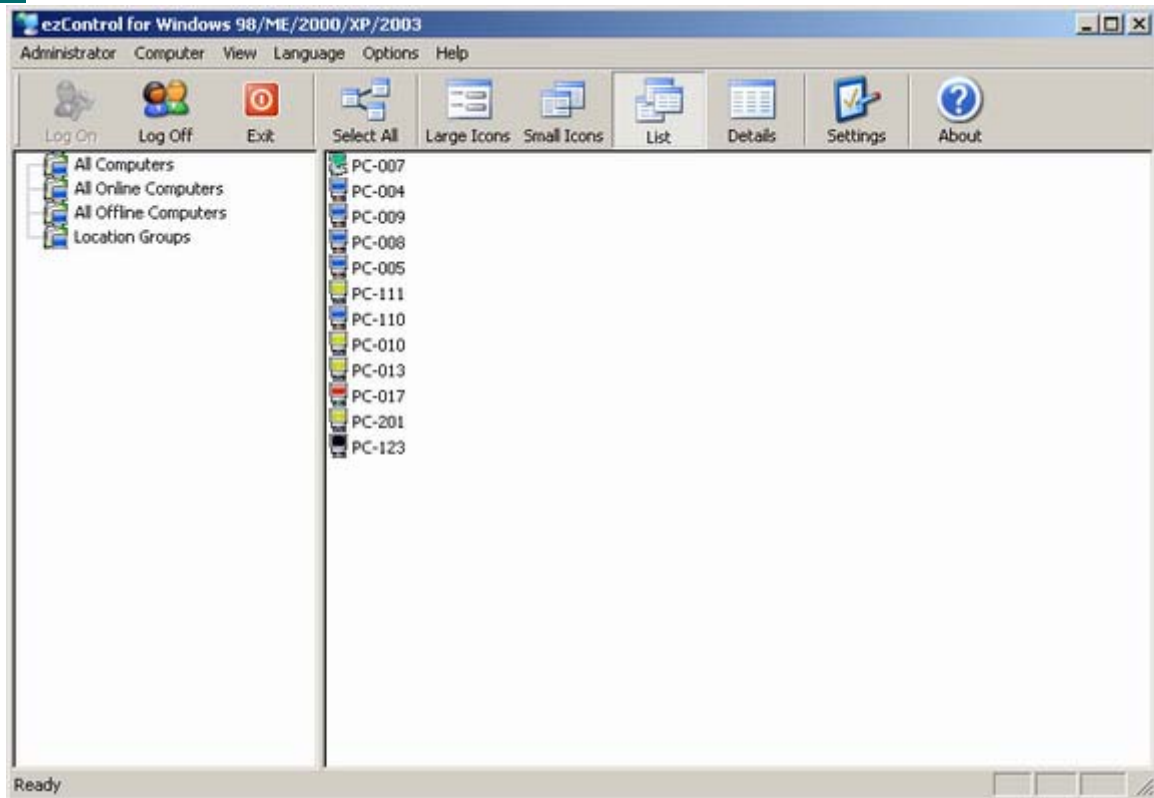 ezControl for Windows 98/ME/2000/XP/2003
Administrator Computer View Language Options Help
Log On Log Off Exit Select All Large Icons Small Icons List Details Settings About
All Computers
All Online Computers
All Offline Computers
Location Groups
PC-007
PC-004
PC-009
PC-008
PC-005
PC-111
PC-110
PC-010
PC-013
PC-017
PC-201
PC-123
Ready